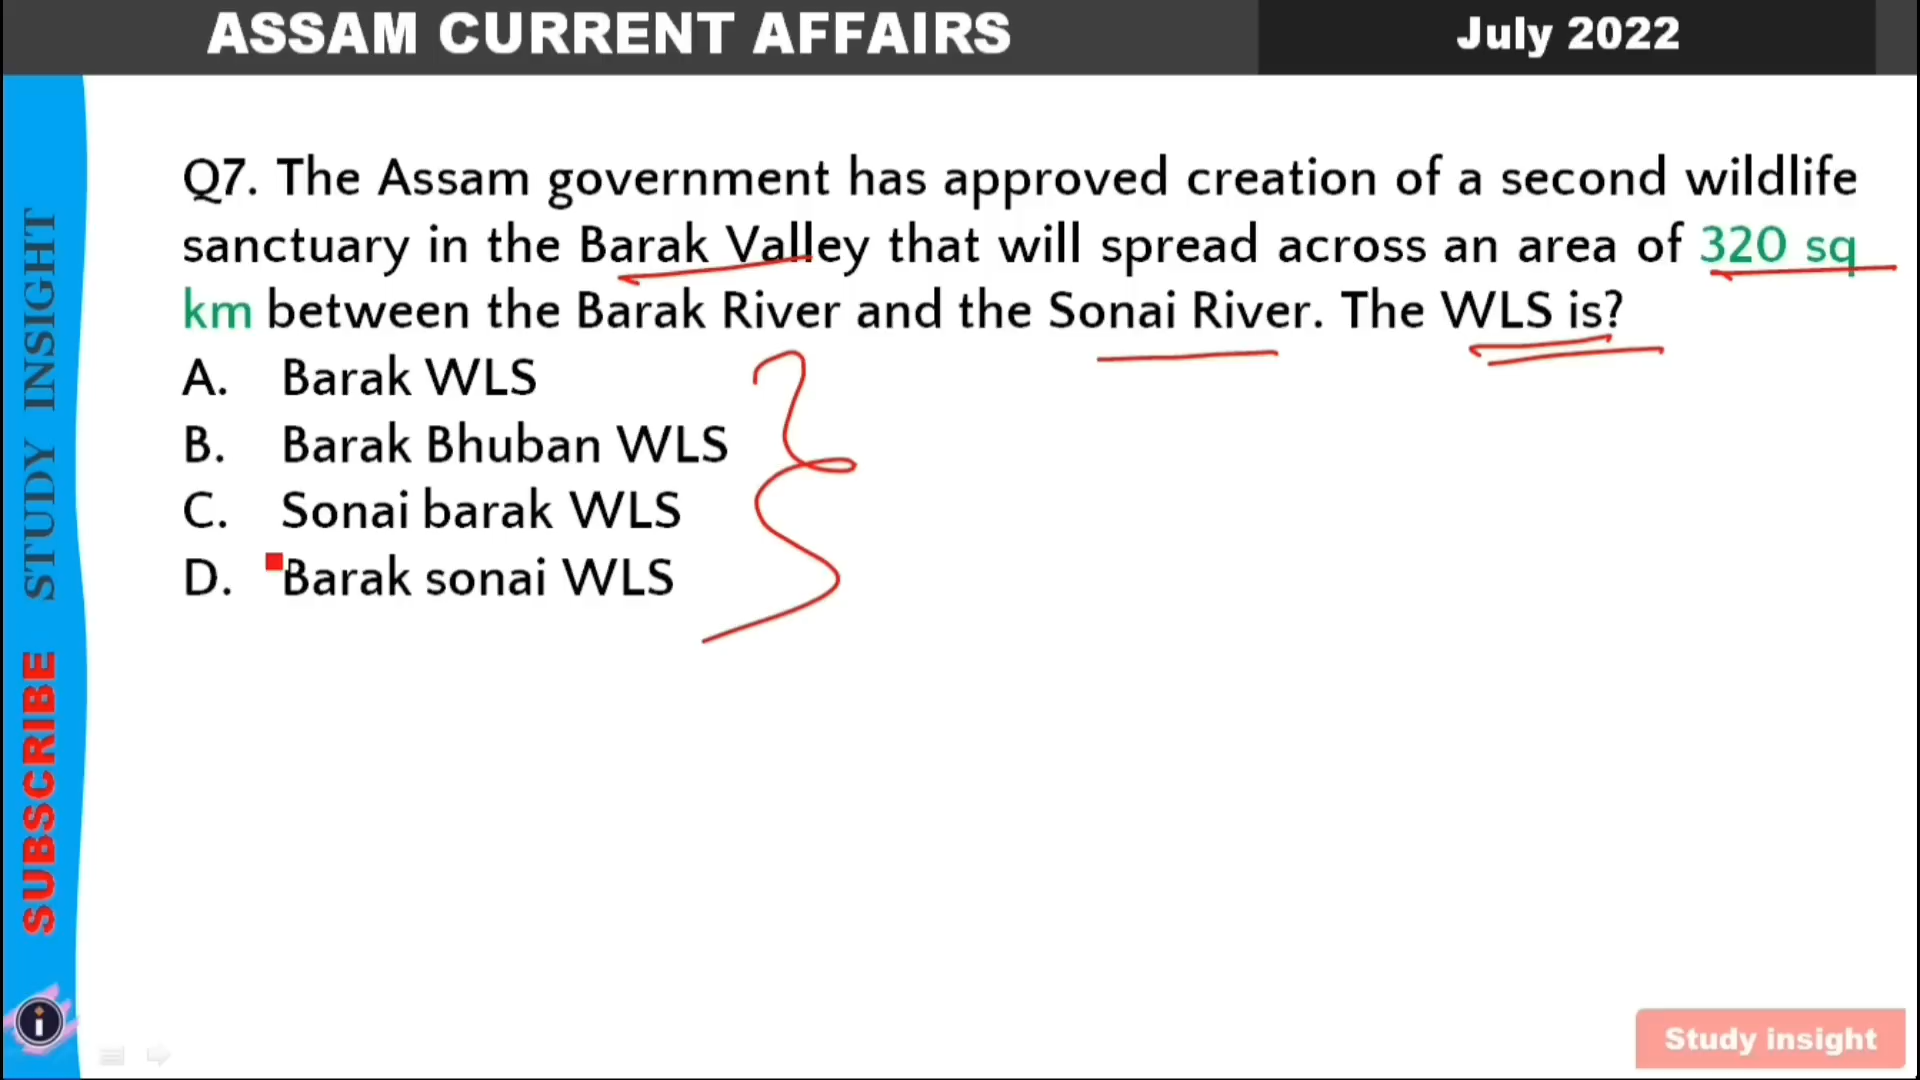 ASSAM CURRENT AFFAIRS
July 2022
Q7. The Assam government has approved creation of a second wildlife
sanctuary in the Barak Valley that will spread across an area of 320 sq
km between the Barak River and the Sonai River. The WLS is?
A. Barak WLS
B. Barak Bhuban WLS
C. Sonai barak WLS
D. Barak sonai WLS
SUBSCRIBE STUDY INSIGHT
i
Study insight